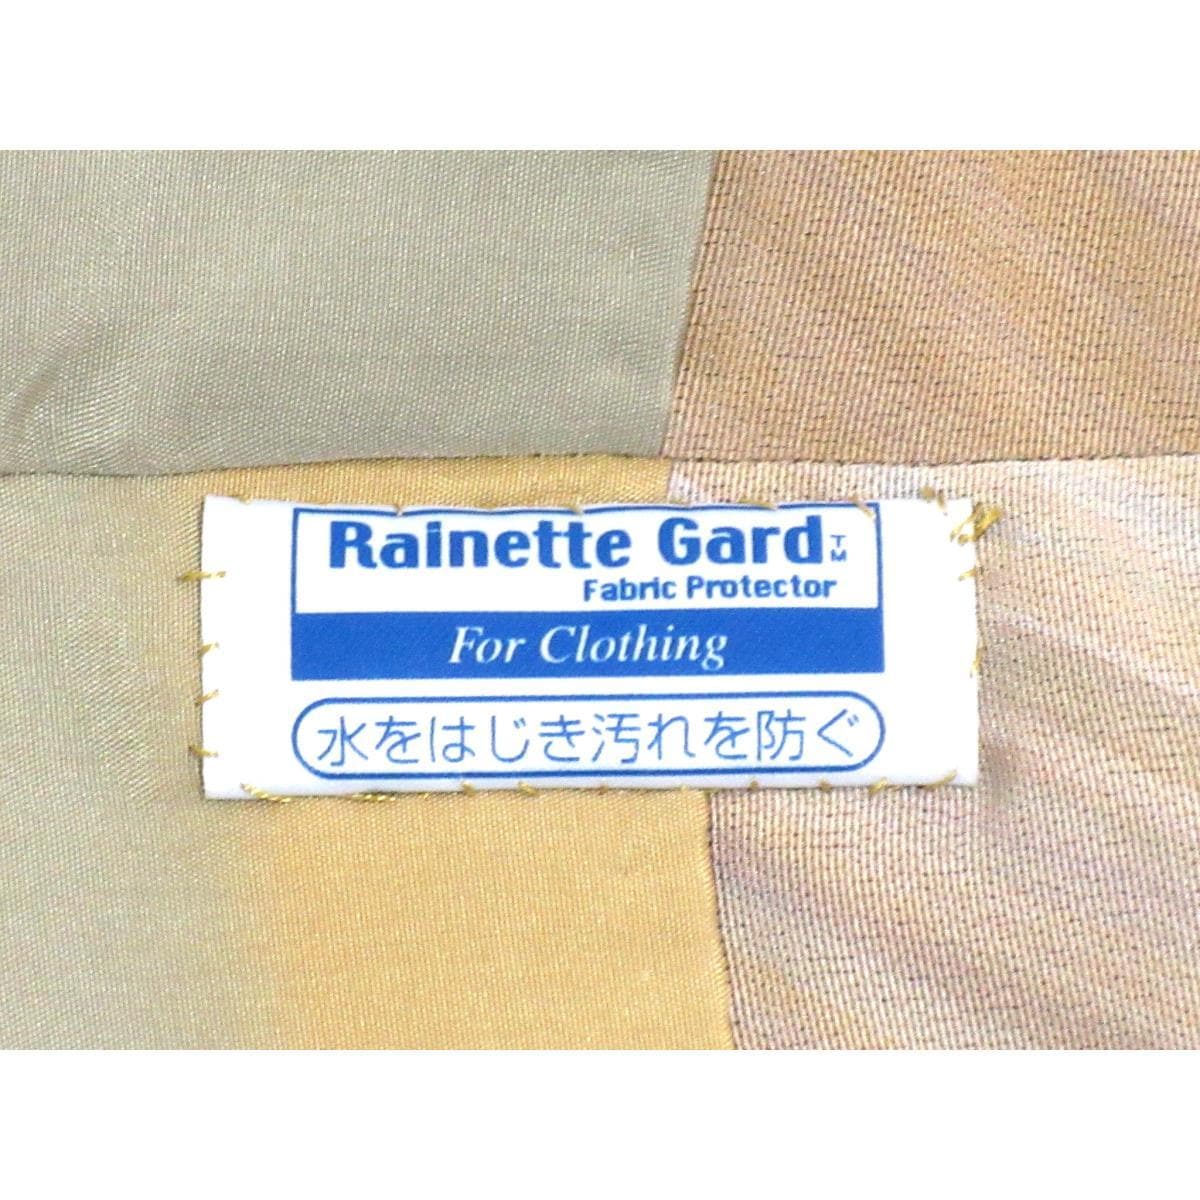 Rainette Gard™
Fabric Protector
For Clothing
水をはじき汚れを防ぐ